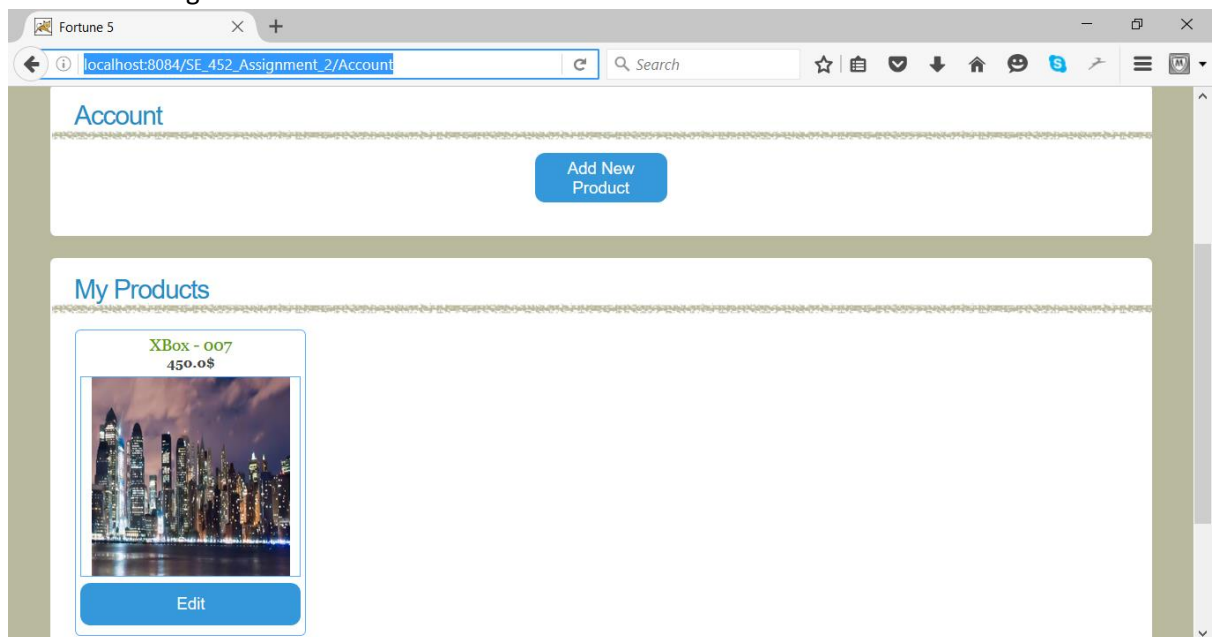 Fortune 5
localhost:8084/SE_452_Assignment_2/Account
Search
Account
Add New
Product
My Products
XBox - 007
450.0$
Edit